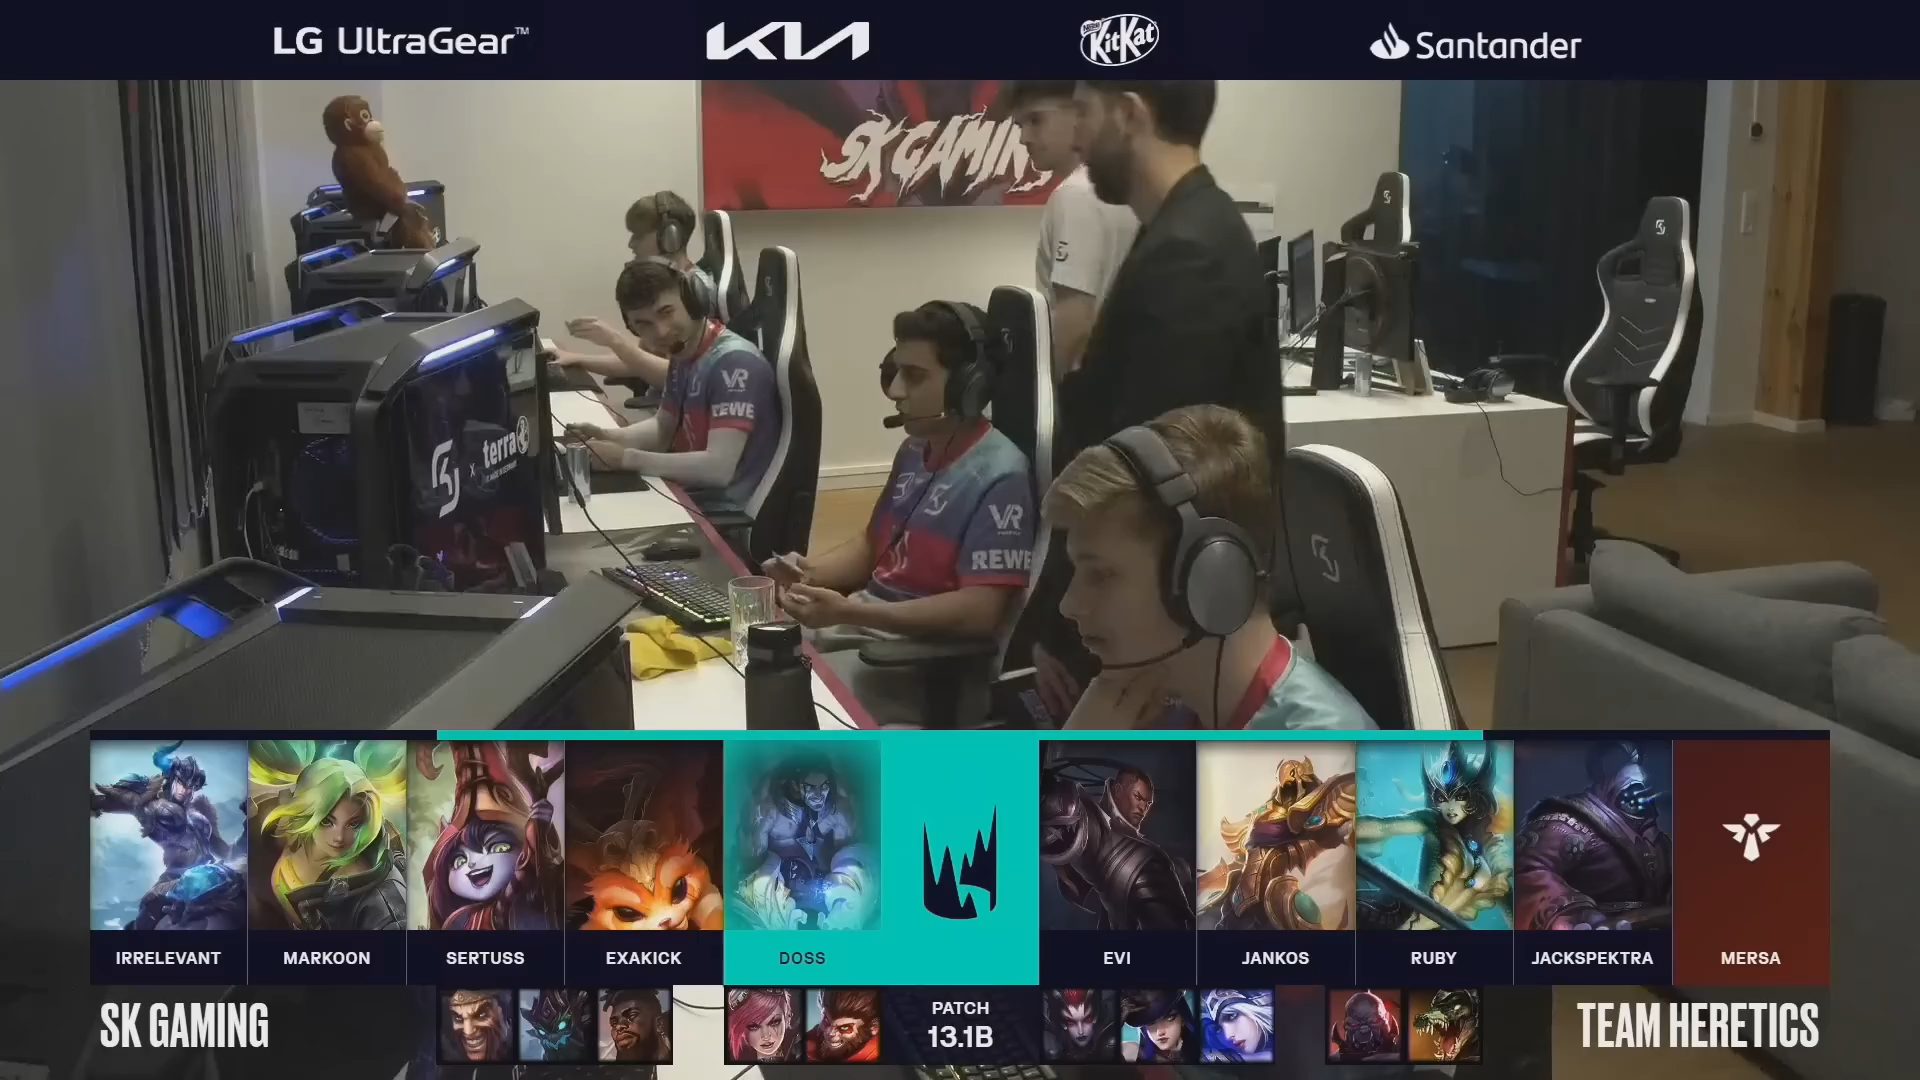 LG UltraGear™
KIA
Nestlé
KitKat
Santander
SK GAMING
VR
REWE
terra
VR
REWE
IRRELEVANT
MARKOON
SERTUSS
EXAKICK
DOSS
EVI
JANKOS
RUBY
JACKSPEKTRA
MERSA
SK GAMING
PATCH
13.1B
TEAM HERETICS